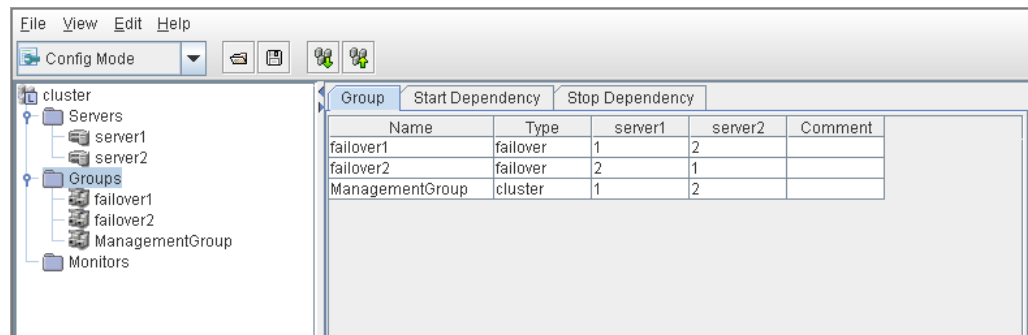 File View Edit Help
Config Mode
cluster
Servers
server1
server2
Groups
failover1
failover2
ManagementGroup
Monitors
Group Start Dependency Stop Dependency
Name Type server1 server2 Comment
failover1 failover 1 2
failover2 failover 2 1
ManagementGroup cluster 1 2